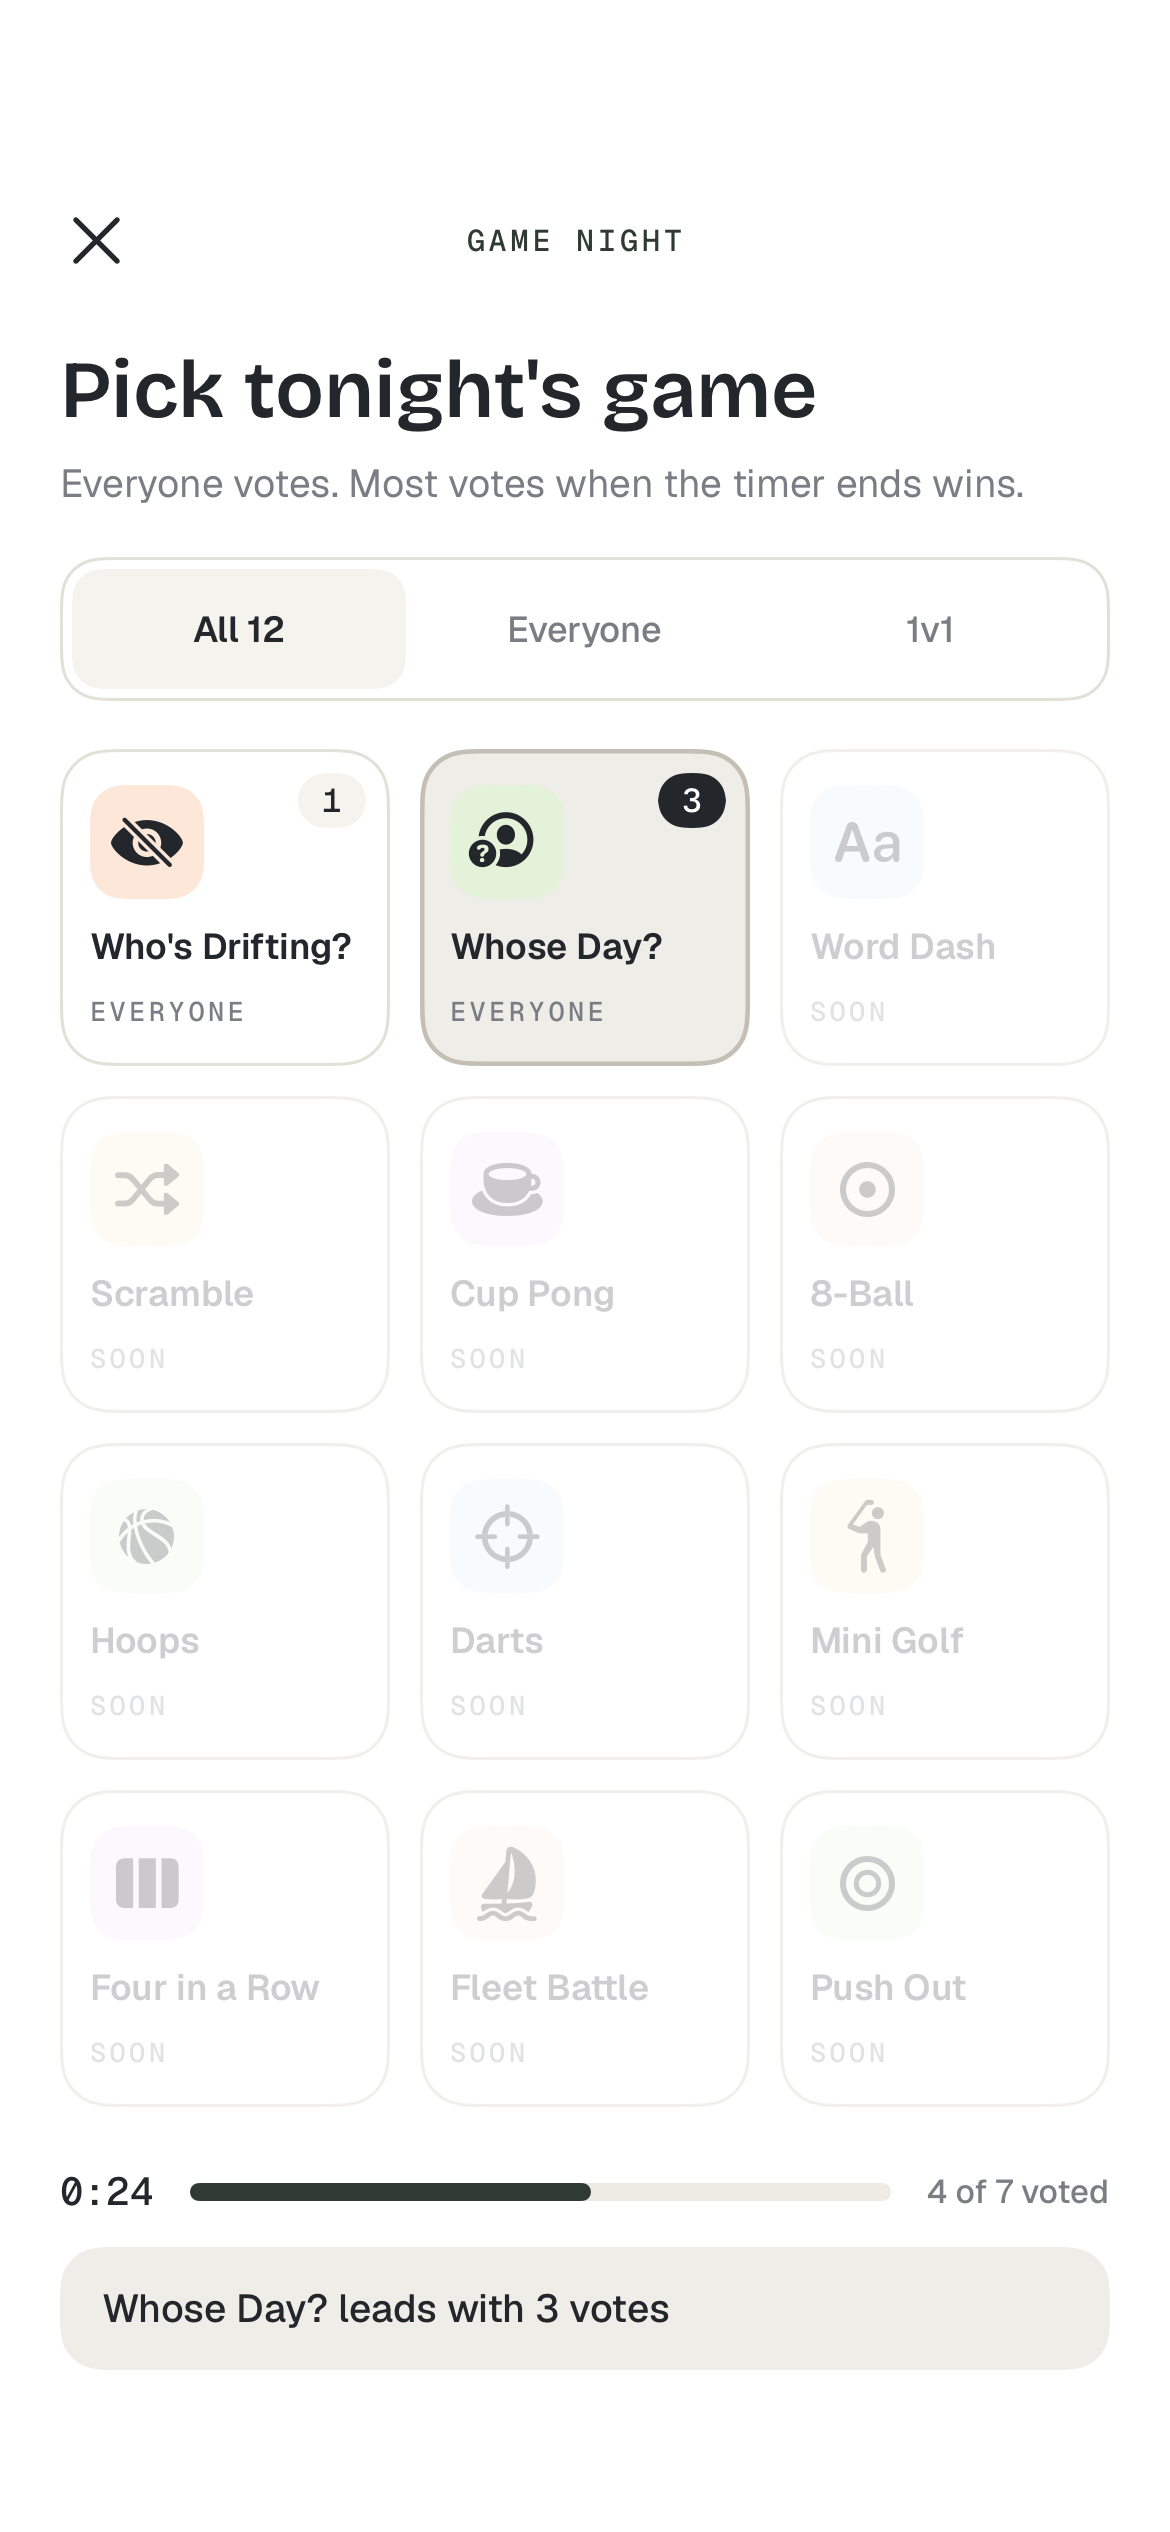 GAME NIGHT
Pick tonight's game
Everyone votes. Most votes when the timer ends wins.
All 12 Everyone 1v1
1
Who's Drifting?
EVERYONE
3
?
Whose Day?
EVERYONE
Aa
Word Dash
SOON
Scramble
SOON
Cup Pong
SOON
8-Ball
SOON
Hoops
SOON
Darts
SOON
Mini Golf
SOON
Four in a Row
SOON
Fleet Battle
SOON
Push Out
SOON
0:24 4 of 7 voted
Whose Day? leads with 3 votes